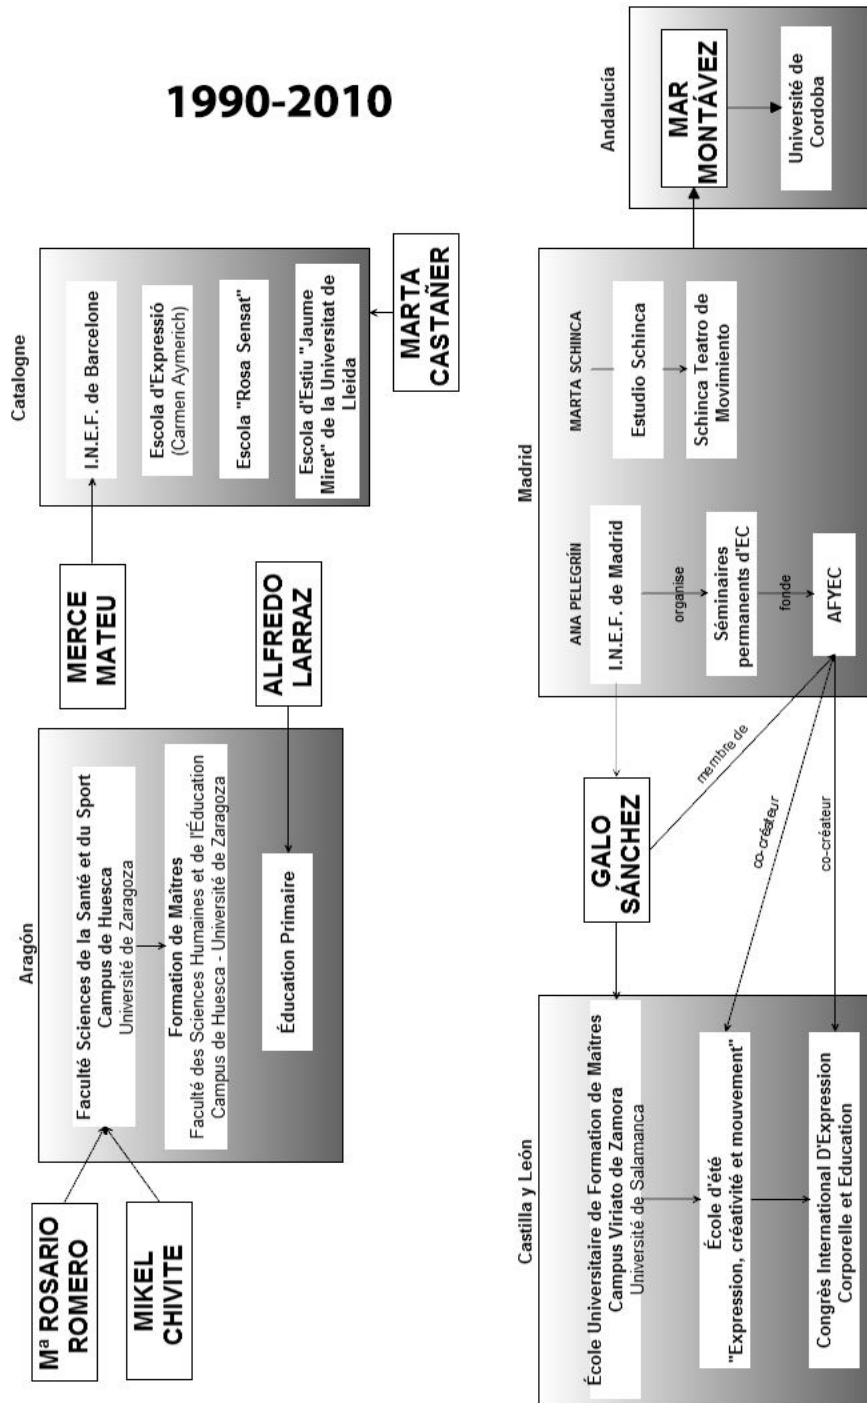 1990-2010
Aragón
Mª ROSARIO
ROMERO
MIKEL
CHIVITE
Faculté Sciences de la Santé et du Sport
Campus de Huesca
Université de Zaragoza
Formation de Maîtres
Faculté des Sciences Humaines et de l'Éducation
Campus de Huesca - Université de Zaragoza
Éducation Primaire
ALFREDO
LARRAZ
MERCE
MATEU
Catalogne
I.N.E.F. de Barcelone
Escola d'Expressió
(Carmen Aymerich)
Escola "Rosa Sensat"
Escola d'Estiu "Jaume
Miret" de la Universitat de
Lleida
MARTA
CASTAÑER
Castilla y León
École Universitaire de Formation de Maîtres
Campus Viriato de Zamora
Université de Salamanca
École d'été
"Expression, créativité et mouvement"
Congrès International D'Expression
Corporelle et Education
GALO
SÁNCHEZ
membre de
co-créateur
co-créateur
Madrid
ANA PELEGRÍN
I.N.E.F. de Madrid
organise
Séminaires
permanents d'EC
fonde
AFYEC
MARTA SCHINCA
Estudio Schinca
Schinca Teatro de
Movimiento
Andalucía
MAR
MONTÁVEZ
Université de
Cordoba